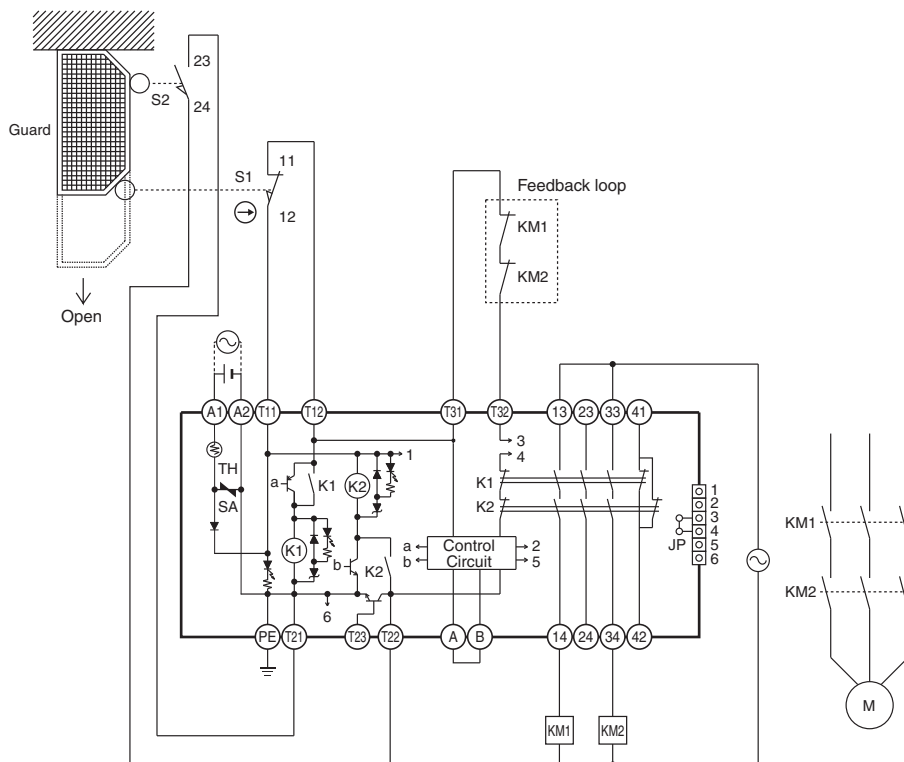 23
S2
24
Guard
11
S1
12
Feedback loop
KM1
KM2
Open
A1 A2 T11 T12 T31 T32 13 23 33 41
3
1
4
TH
a
K1
K2
K1
SA
K2
1
2
3
4
5
6
JP
KM1
K1
b
K2
a
b
Control
Circuit
2
5
6
KM2
PE T21 T23 T22 A B 14 24 34 42
M
KM1 KM2